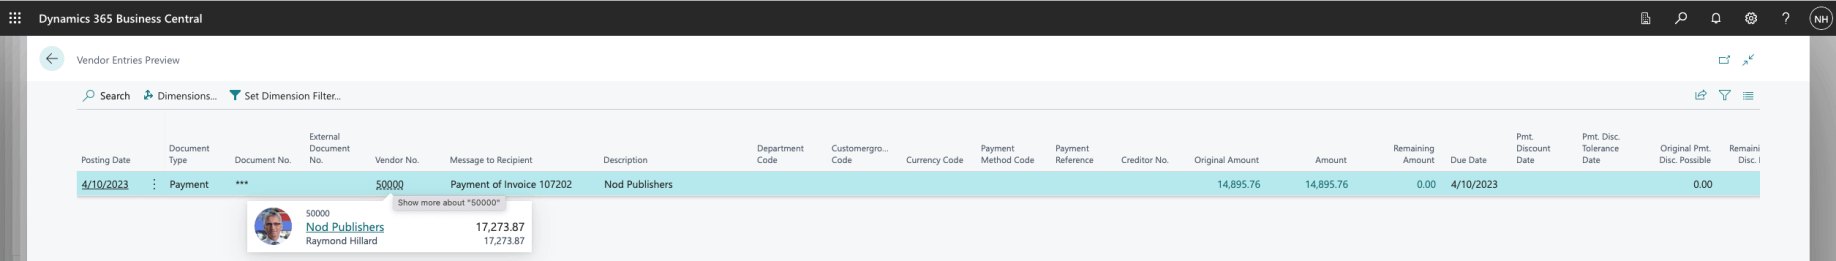 Dynamics 365 Business Central
NH
Vendor Entries Preview
Search Dimensions... Set Dimension Filter...
Posting Date
Document
Type
Document No.
External
Document
No.
Vendor No.
Message to Recipient
Description
Department
Code
Customergro...
Code
Currency Code
Payment
Method Code
Payment
Reference
Creditor No.
Original Amount
Amount
Remaining
Amount
Due Date
Pmt.
Discount
Date
Pmt. Disc.
Tolerance
Date
Original Pmt.
Disc. Possible
Remaini
Disc.
4/10/2023 Payment *** 50000 Payment of Invoice 107202 Nod Publishers 14,895.76 14,895.76 0.00 4/10/2023 0.00
Show more about "50000"
50000
Nod Publishers 17,273.87
Raymond Hillard 17,273.87